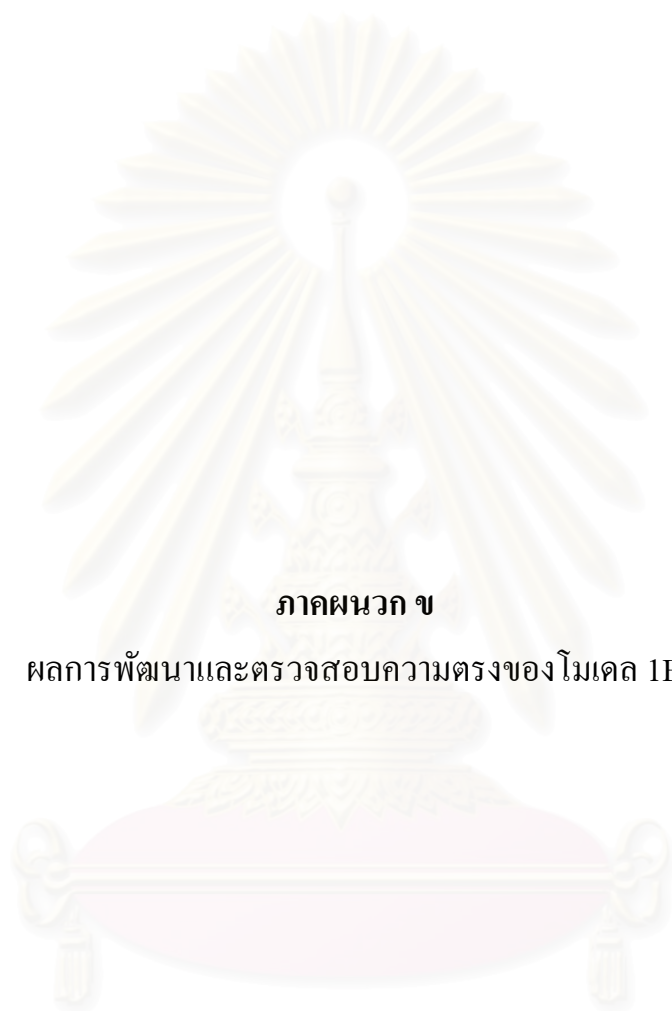 ภาคผนวก ข
ผลการพัฒนาและตรวจสอบความตรงของโมเดล